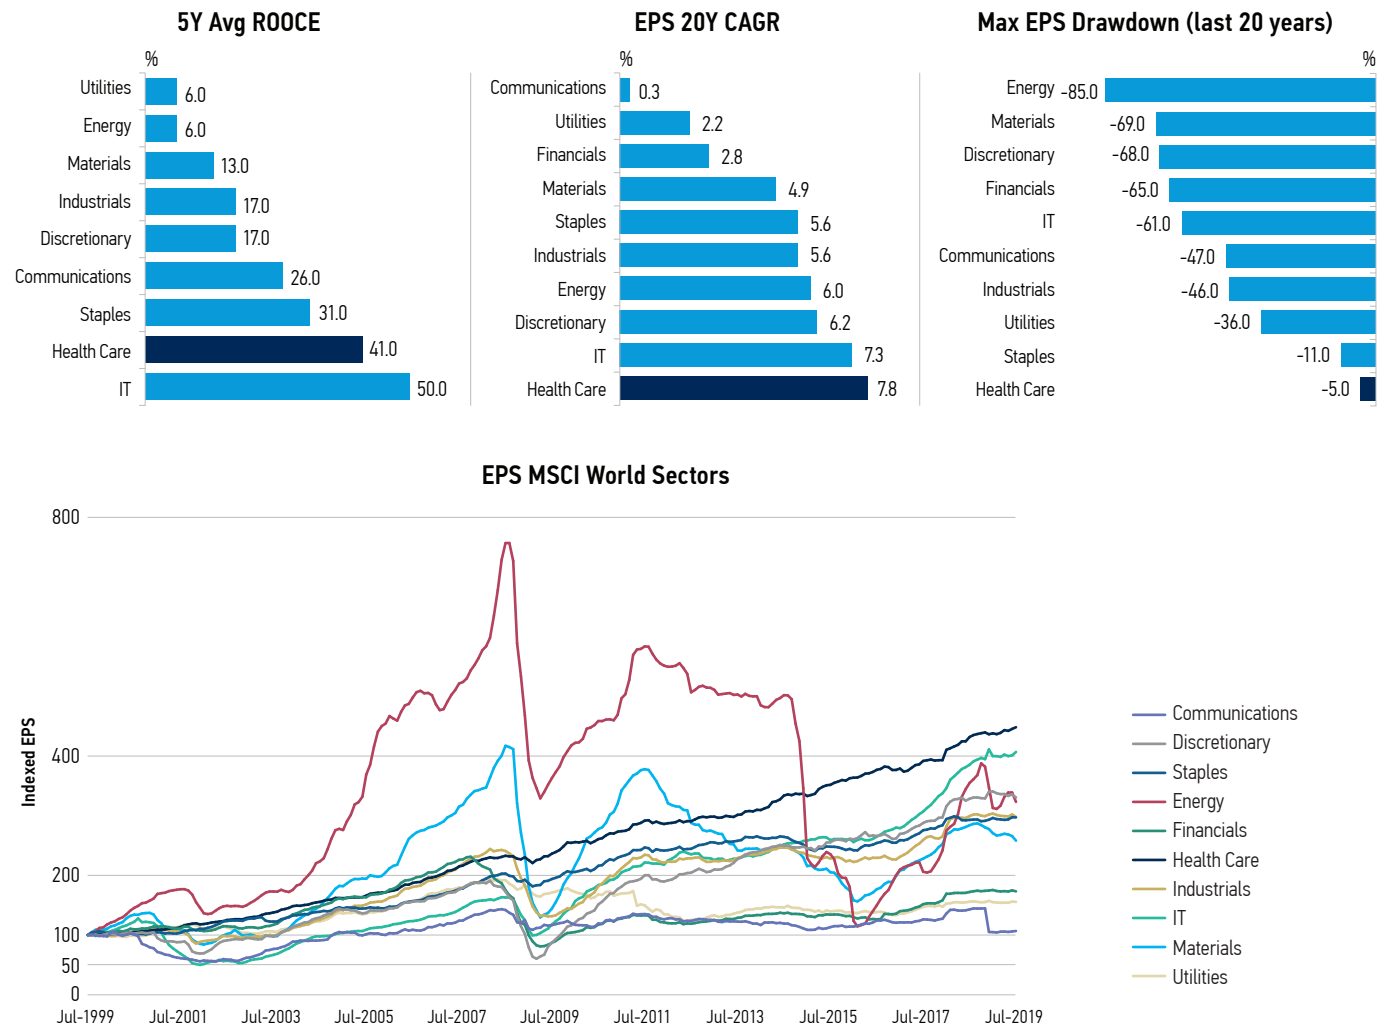 5Y Avg ROOCE
%
Utilities 6.0
Energy 6.0
Materials 13.0
Industrials 17.0
Discretionary 17.0
Communications 26.0
Staples 31.0
Health Care 41.0
IT 50.0
EPS 20Y CAGR
%
Communications 0.3
Utilities 2.2
Financials 2.8
Materials 4.9
Staples 5.6
Industrials 5.6
Energy 6.0
Discretionary 6.2
IT 7.3
Health Care 7.8
Max EPS Drawdown (last 20 years)
%
Energy -85.0
Materials -69.0
Discretionary -68.0
Financials -65.0
IT -61.0
Communications -47.0
Industrials -46.0
Utilities -36.0
Staples -11.0
Health Care -5.0
EPS MSCI World Sectors
Indexed EPS
800
400
200
100
50
0
Jul-1999 Jul-2001 Jul-2003 Jul-2005 Jul-2007 Jul-2009 Jul-2011 Jul-2013 Jul-2015 Jul-2017 Jul-2019
Communications
Discretionary
Staples
Energy
Financials
Health Care
Industrials
IT
Materials
Utilities